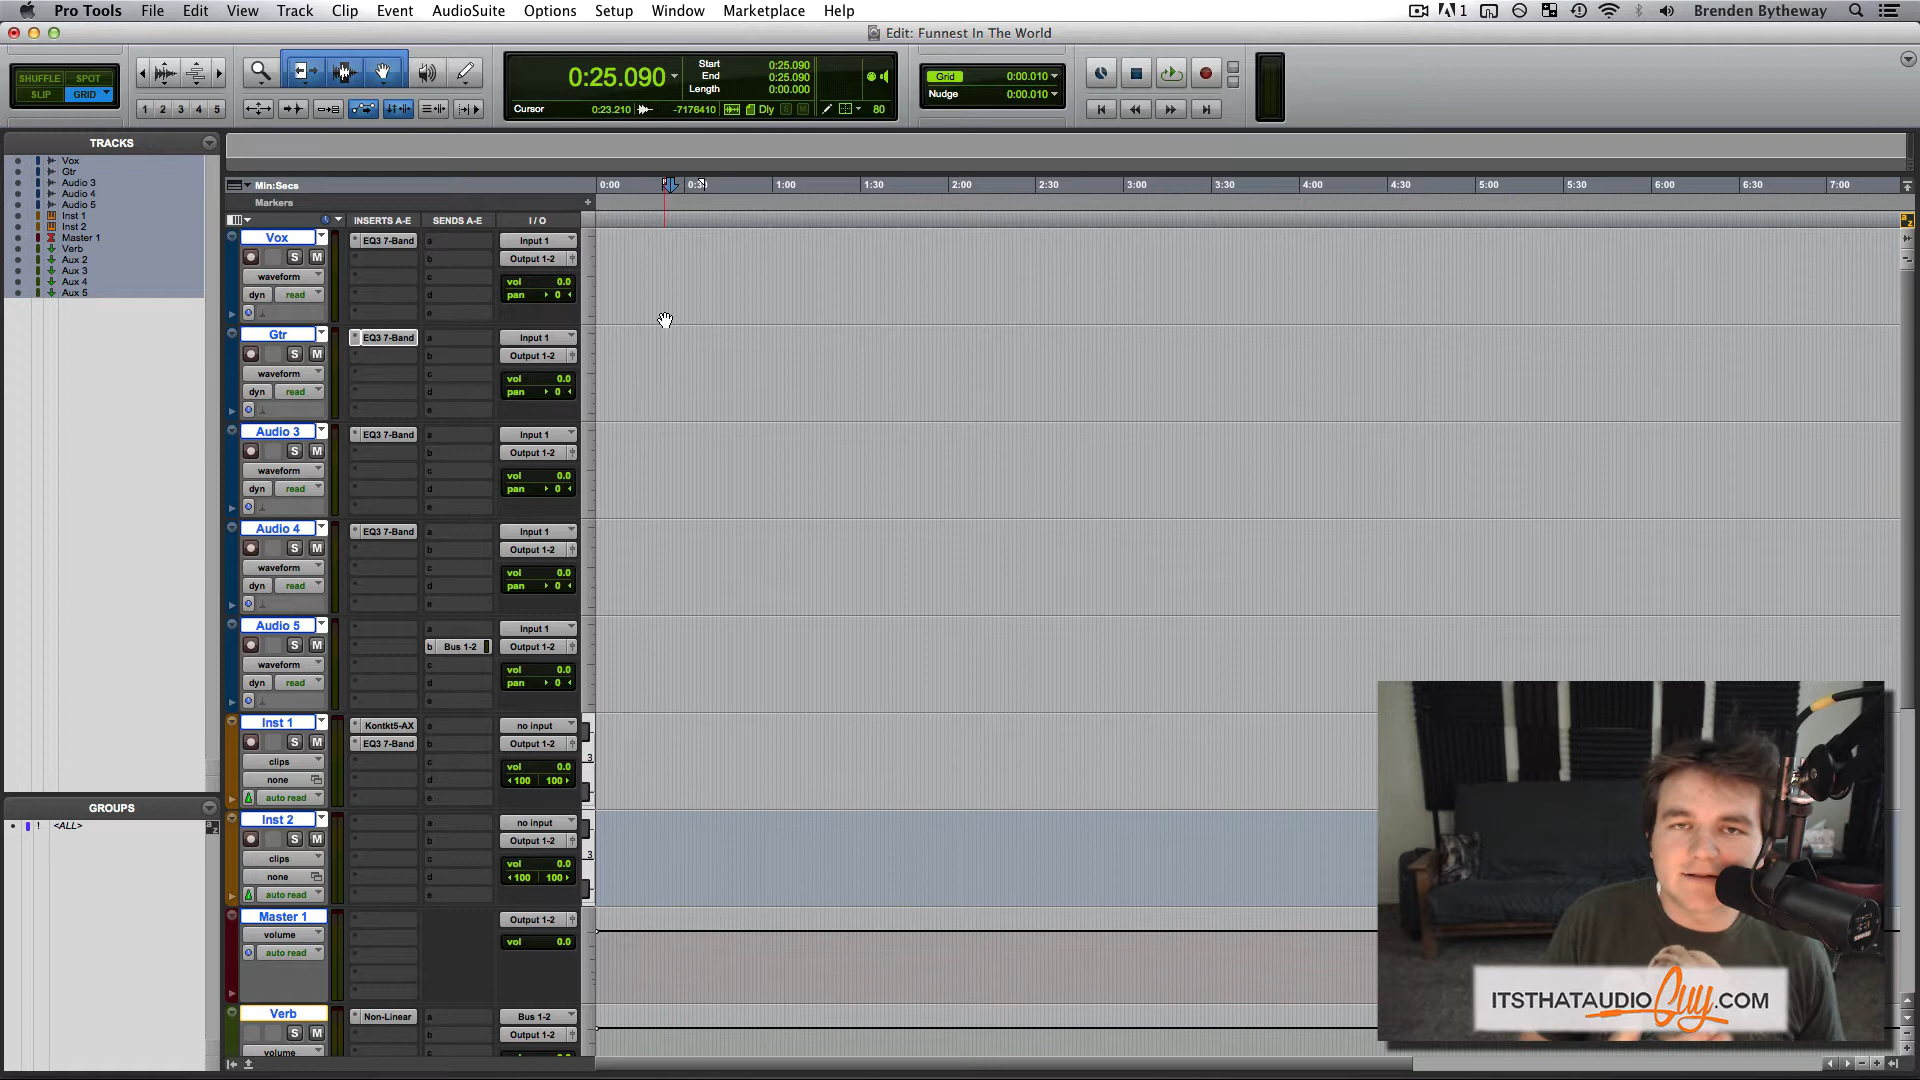 Pro Tools File Edit View Track Clip Event AudioSuite Options Setup Window Marketplace Help 1 Brenden Bytheway
Edit: Funnest In The World
SHUFFLE SPOT
SLIP GRID
1 2 3 4 5
0:25.090
Start 0:25.090
End 0:25.090
Length 0:00.000
Cursor 0:23.210 -7176410 Dly S M 80
Grid 0:00.010
Nudge 0:00.010
TRACKS
Vox
Gtr
Audio 3
Audio 4
Audio 5
Inst 1
Inst 2
Master 1
Verb
Aux 2
Aux 3
Aux 4
Aux 5
GROUPS
! <ALL>
Min:Secs 0:00 1:00 1:30 2:00 2:30 3:00 3:30 4:00 4:30 5:00 5:30 6:00 6:30 7:00
Markers +
INSERTS A-E SENDS A-E I / O
Vox EQ3 7-Band a Input 1
S M b Output 1-2
waveform c vol 0.0
dyn read d pan 0
e
Gtr EQ3 7-Band a Input 1
S M b Output 1-2
waveform c vol 0.0
dyn read d pan 0
e
Audio 3 EQ3 7-Band a Input 1
S M b Output 1-2
waveform c vol 0.0
dyn read d pan 0
e
Audio 4 EQ3 7-Band a Input 1
S M b Output 1-2
waveform c vol 0.0
dyn read d pan 0
e
Audio 5 a Input 1
S M b Bus 1-2 Output 1-2
waveform c vol 0.0
dyn read d pan 0
e
Inst 1 Kontkt5-AX a no input
S M EQ3 7-Band b Output 1-2
clips c vol 0.0
none d 100 100
auto read e
3
Inst 2 a no input
S M b Output 1-2
clips c vol 0.0
none d 100 100
auto read e
3
Master 1 Output 1-2
volume vol 0.0
auto read
Verb Non-Linear a Bus 1-2
S M b Output 1-2
volume c
ITSTHATAUDIOGuy.COM